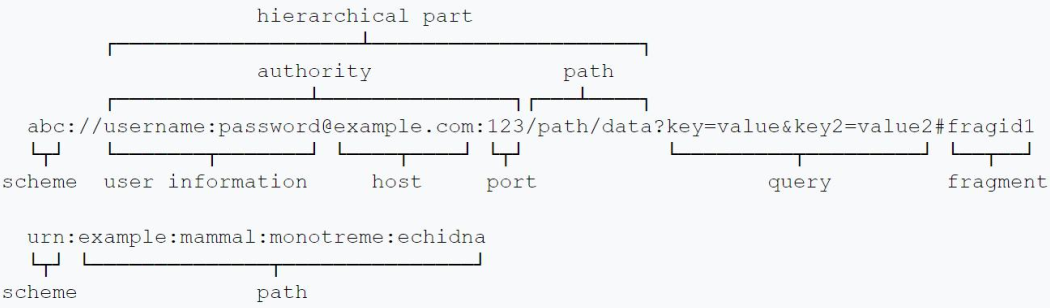 hierarchical part
authority path
abc://username:password@example.com:123/path/data?key=value&key2=value2#fragid1
scheme user information host port query fragment
urn:example:mammal:monotreme:echidna
scheme path